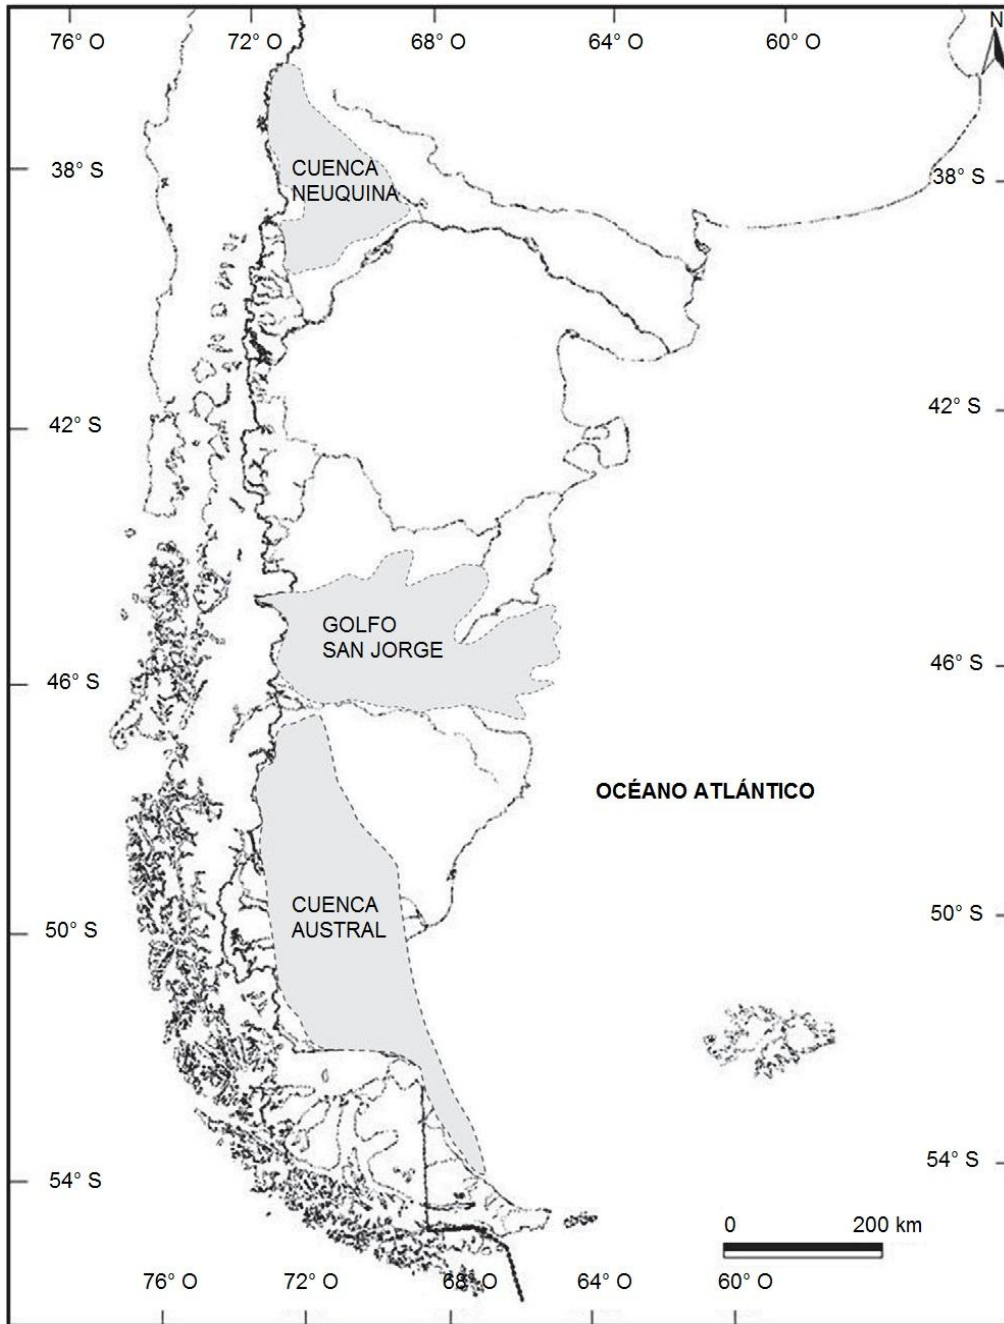 76° O 72° O 68° O 64° O 60° O
N
38° S
38° S
CUENCA
NEUQUINA
42° S
42° S
GOLFO
SAN JORGE
46° S
46° S
OCÉANO ATLÁNTICO
CUENCA
AUSTRAL
50° S
50° S
54° S
54° S
0 200 km
76° O 72° O 68° O 64° O 60° O